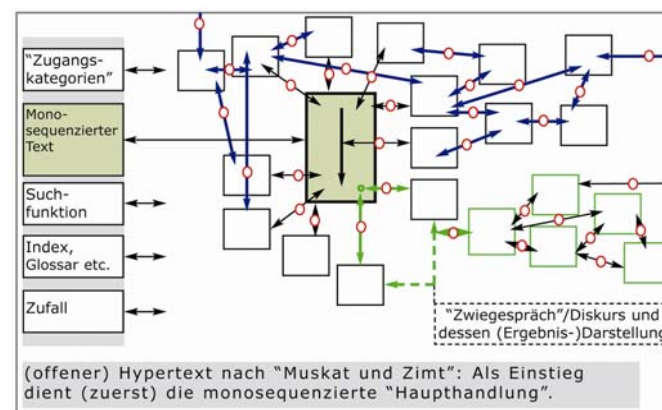 “Zugangs-
kategorien”
Mono-
sequenzierter
Text
Such-
funktion
Index,
Glossar etc.
Zufall
“Zwiegespräch”/Diskurs und
dessen (Ergebnis-)Darstellung
(offener) Hypertext nach “Muskat und Zimt”: Als Einstieg
dient (zuerst) die monosequenzierte “Haupthandlung”.